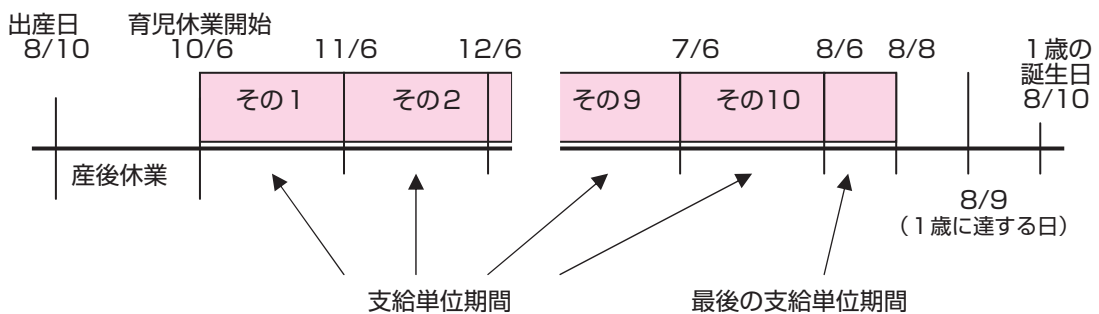 出産日
8/10
育児休業開始
10/6
11/6
12/6
7/6
8/6
8/8
1歳の
誕生日
8/10
その1
その2
その9
その10
産後休業
8/9
（1歳に達する日）
支給単位期間
最後の支給単位期間